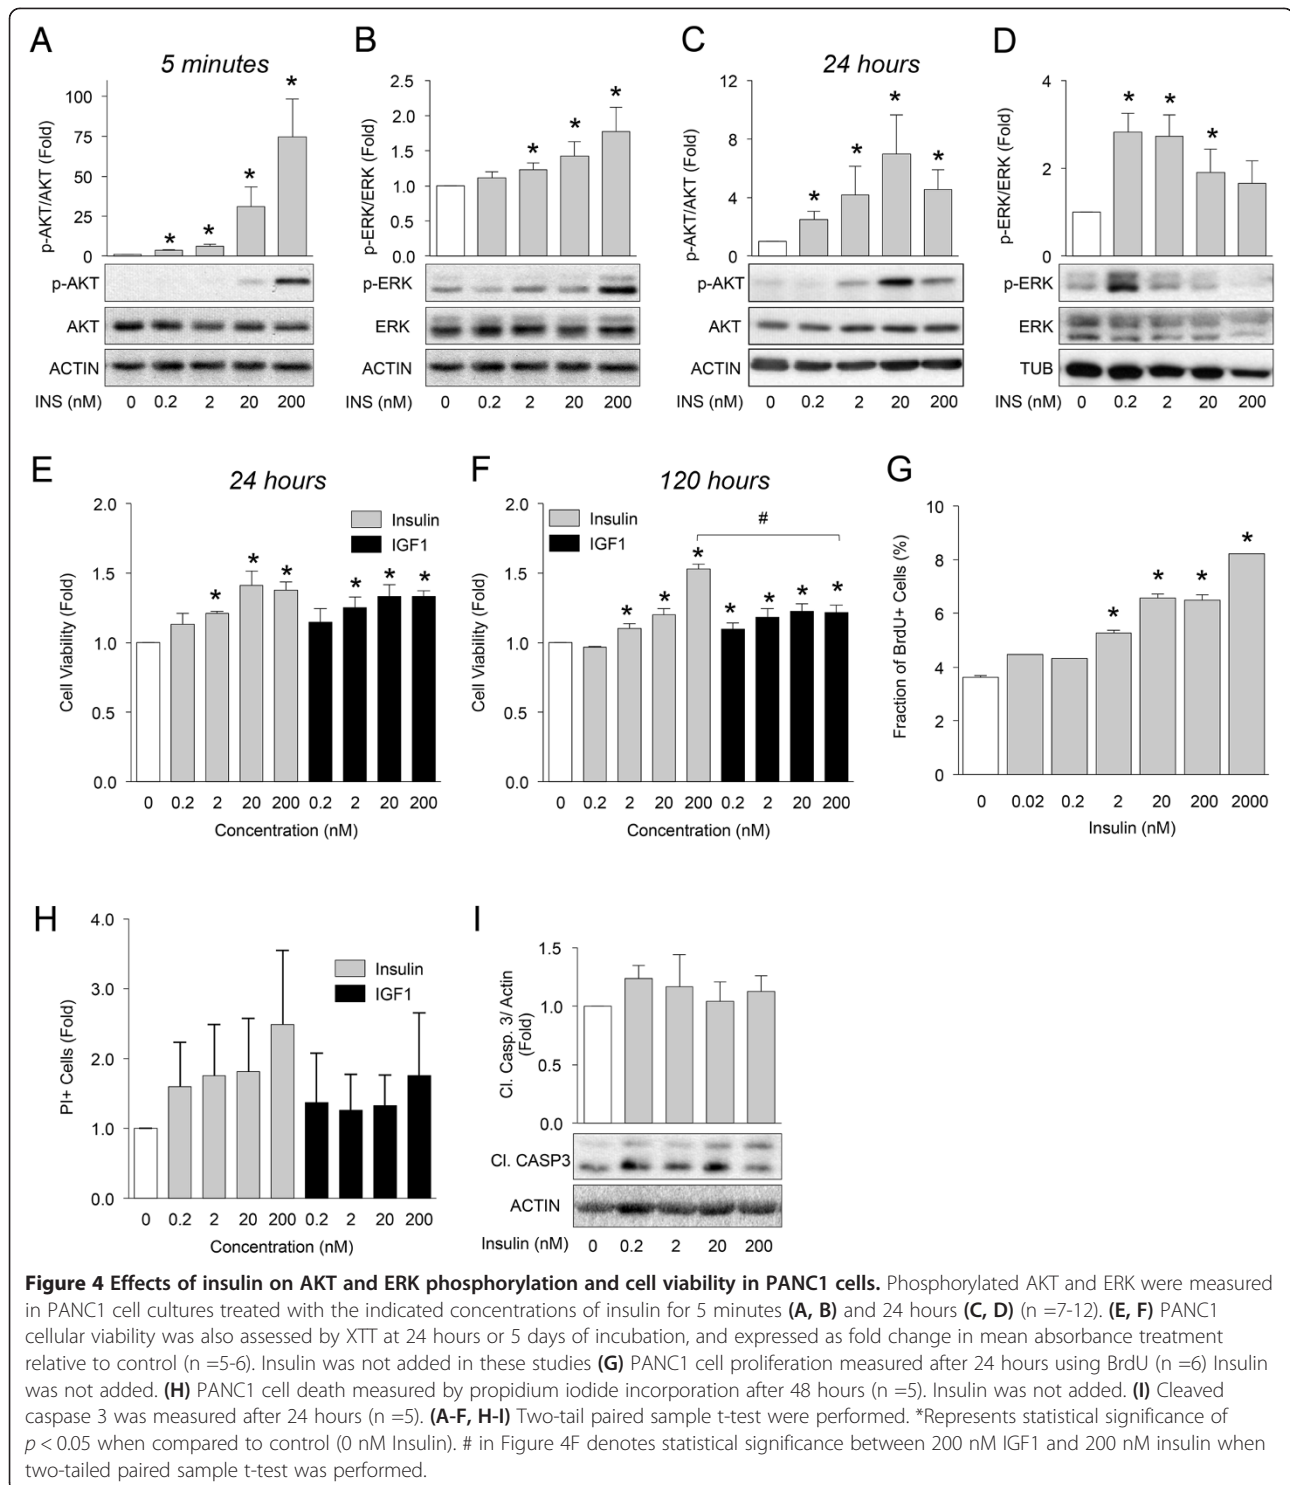 A
5 minutes
p-AKT/AKT (Fold)
100
75
50
25
0
* * * *
p-AKT
AKT
ACTIN
INS (nM) 0 0.2 2 20 200
B
p-ERK/ERK (Fold)
2.5
2.0
1.5
1.0
0.5
0.0
* * *
p-ERK
ERK
ACTIN
INS (nM) 0 0.2 2 20 200
C
24 hours
p-AKT/AKT (Fold)
12
8
4
0
* * * *
p-AKT
AKT
ACTIN
INS (nM) 0 0.2 2 20 200
D
p-ERK/ERK (Fold)
4
2
0
* * *
p-ERK
ERK
TUB
INS (nM) 0 0.2 2 20 200
E
24 hours
Cell Viability (Fold)
2.0
1.5
1.0
0.5
0.0
Insulin
IGF1
* * * * * *
0 0.2 2 20 200 0.2 2 20 200
Concentration (nM)
F
120 hours
Cell Viability (Fold)
2.0
1.5
1.0
0.5
0.0
Insulin
IGF1
#
* * * * * * *
0 0.2 2 20 200 0.2 2 20 200
Concentration (nM)
G
Fraction of BrdU+ Cells (%)
10
8
6
4
2
0
* * * *
0 0.02 0.2 2 20 200 2000
Insulin (nM)
H
PI+ Cells (Fold)
4.0
3.0
2.0
1.0
0.0
Insulin
IGF1
0 0.2 2 20 200 0.2 2 20 200
Concentration (nM)
I
Cl. Casp. 3/ Actin
(Fold)
1.5
1.0
0.5
0.0
Cl. CASP3
ACTIN
Insulin (nM) 0 0.2 2 20 200
Figure 4 Effects of insulin on AKT and ERK phosphorylation and cell viability in PANC1 cells. Phosphorylated AKT and ERK were measured
in PANC1 cell cultures treated with the indicated concentrations of insulin for 5 minutes (A, B) and 24 hours (C, D) (n =7-12). (E, F) PANC1
cellular viability was also assessed by XTT at 24 hours or 5 days of incubation, and expressed as fold change in mean absorbance treatment
relative to control (n =5-6). Insulin was not added in these studies (G) PANC1 cell proliferation measured after 24 hours using BrdU (n =6) Insulin
was not added. (H) PANC1 cell death measured by propidium iodide incorporation after 48 hours (n =5). Insulin was not added. (I) Cleaved
caspase 3 was measured after 24 hours (n =5). (A-F, H-I) Two-tail paired sample t-test were performed. *Represents statistical significance of
p < 0.05 when compared to control (0 nM Insulin). # in Figure 4F denotes statistical significance between 200 nM IGF1 and 200 nM insulin when
two-tailed paired sample t-test was performed.